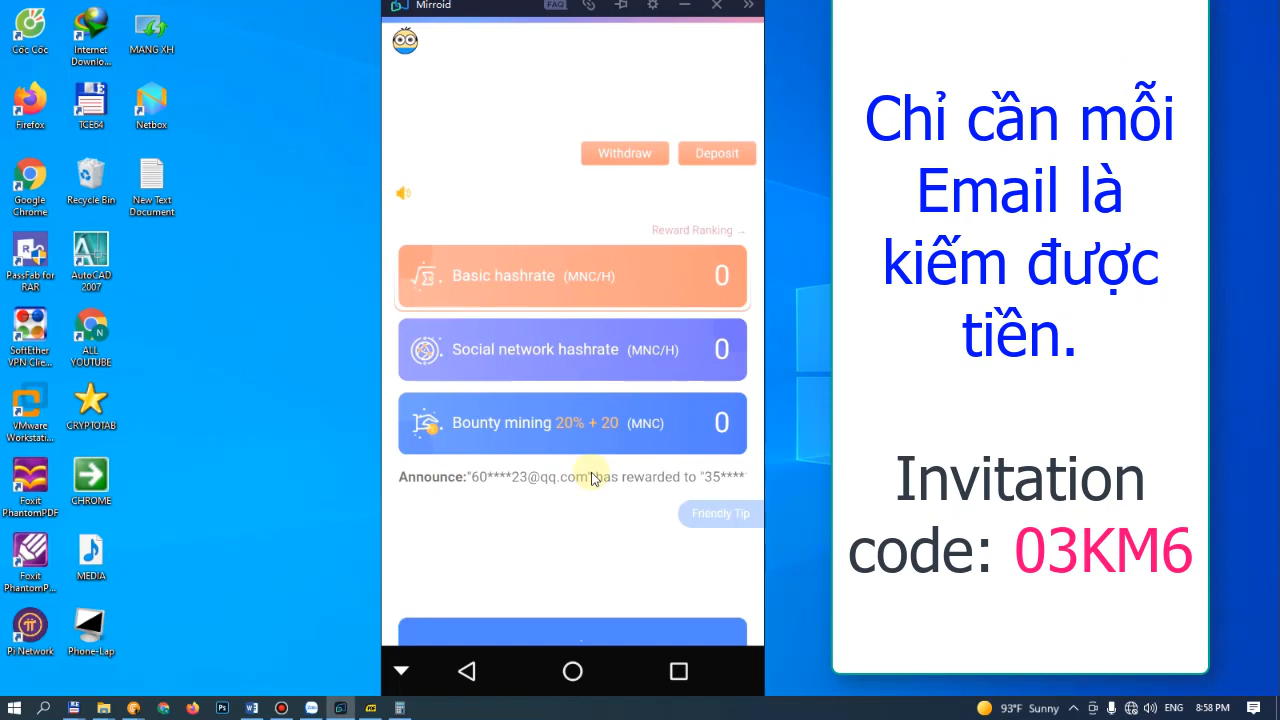 Mirroid
FAQ
Withdraw
Deposit
Reward Ranking →
Basic hashrate (MNC/H) 0
Social network hashrate (MNC/H) 0
Bounty mining 20% + 20 (MNC) 0
Announce:"60****23@qq.com"has rewarded to "35****
Friendly Tip
Chỉ cần mỗi
Email là
kiếm được
tiền.
Invitation
code: 03KM6
Cốc Cốc
Internet
Downlo...
MANG XH
Firefox
TCE64
Netbox
Google
Chrome
Recycle Bin
New Text
Document
PassFab for
RAR
AutoCAD
2007
SoftEther
VPN Clie...
ALL
YOUTUBE
VMware
Workstati...
CRYPTOTAB
Foxit
PhantomPDF
CHROME
Foxit
PhantomP...
MEDIA
Pi Network
Phone-Lap
93°F Sunny
ENG
8:58 PM